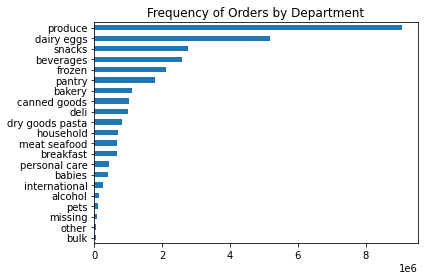 Frequency of Orders by Department
produce
dairy eggs
snacks
beverages
frozen
pantry
bakery
canned goods
deli
dry goods pasta
household
meat seafood
breakfast
personal care
babies
international
alcohol
pets
missing
other
bulk
0 2 4 6 8
1e6